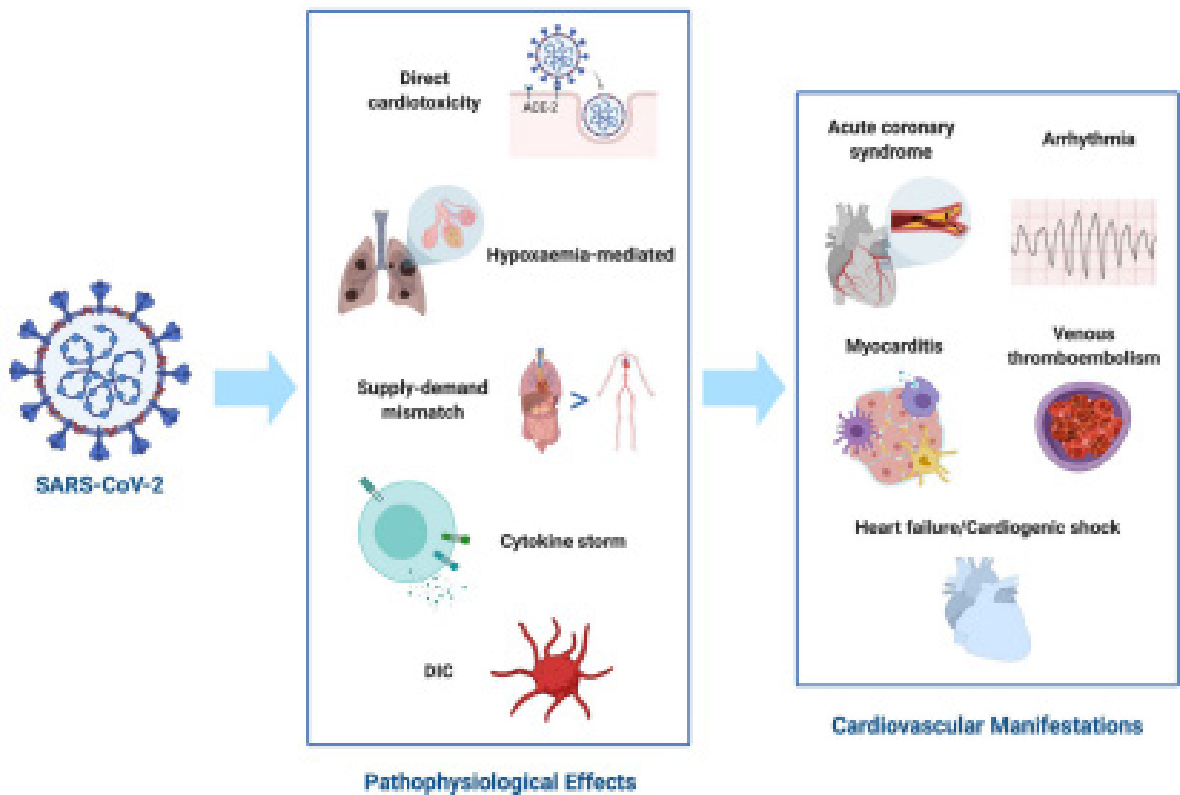 SARS-CoV-2
Direct
cardiotoxicity
ACE-2
Hypoxaemia-mediated
Supply-demand
mismatch
>
Cytokine storm
DIC
Pathophysiological Effects
Acute coronary
syndrome
Arrhythmia
Myocarditis
Venous
thromboembolism
Heart failure/Cardiogenic shock
Cardiovascular Manifestations